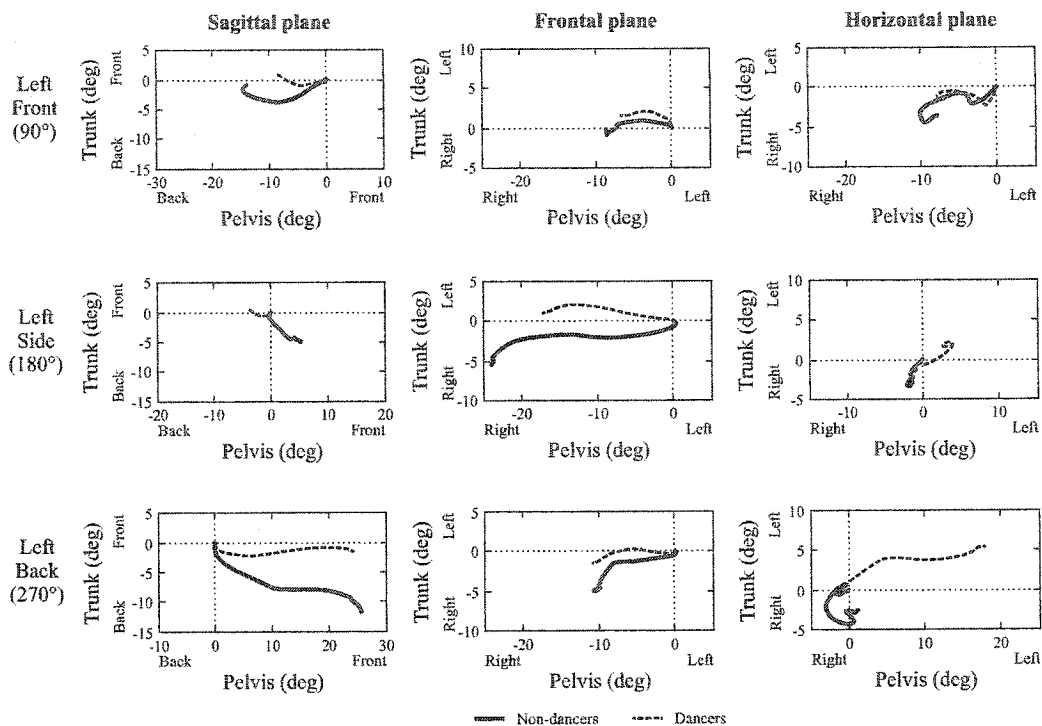 Sagittal plane Frontal plane Horizontal plane
Left Front (90°)
Trunk (deg) Front Back
5 0 -5 -10 -15
-30 -20 -10 0 10
Back Front
Pelvis (deg)
Trunk (deg) Left Right
10 5 0 -5
-20 -10 0
Right Left
Pelvis (deg)
Trunk (deg) Left Right
5 0 -5 -10
-20 -10 0
Right Left
Pelvis (deg)
Left Side (180°)
Trunk (deg) Front Back
5 0 -5 -10 -15
-20 -10 0 10 20
Back Front
Pelvis (deg)
Trunk (deg) Left Right
5 0 -5 -10
-20 -10 0
Right Left
Pelvis (deg)
Trunk (deg) Left Right
10 5 0 -5
-10 0 10
Right Left
Pelvis (deg)
Left Back (270°)
Trunk (deg) Front Back
5 0 -5 -10 -15
-10 0 10 20 30
Back Front
Pelvis (deg)
Trunk (deg) Left Right
5 0 -5 -10
-20 -10 0
Right Left
Pelvis (deg)
Trunk (deg) Left Right
10 5 0 -5
0 10 20
Right Left
Pelvis (deg)
Non-dancers Dancers